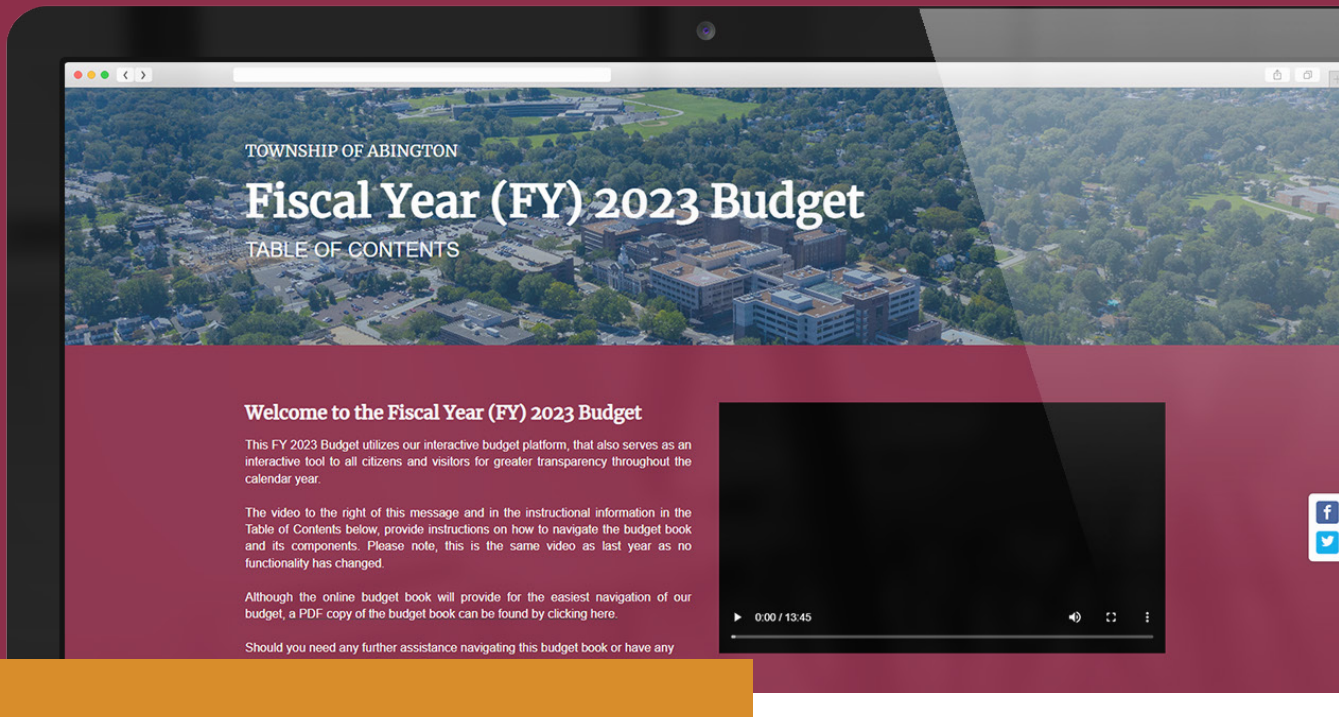 TOWNSHIP OF ABINGTON
Fiscal Year (FY) 2023 Budget
TABLE OF CONTENTS
Welcome to the Fiscal Year (FY) 2023 Budget
This FY 2023 Budget utilizes our interactive budget platform, that also serves as an
interactive tool to all citizens and visitors for greater transparency throughout the
calendar year.
The video to the right of this message and in the instructional information in the
Table of Contents below, provide instructions on how to navigate the budget book
and its components. Please note, this is the same video as last year as no
functionality has changed.
Although the online budget book will provide for the easiest navigation of our
budget, a PDF copy of the budget book can be found by clicking here.
Should you need any further assistance navigating this budget book or have any
0:00 / 13:45
f